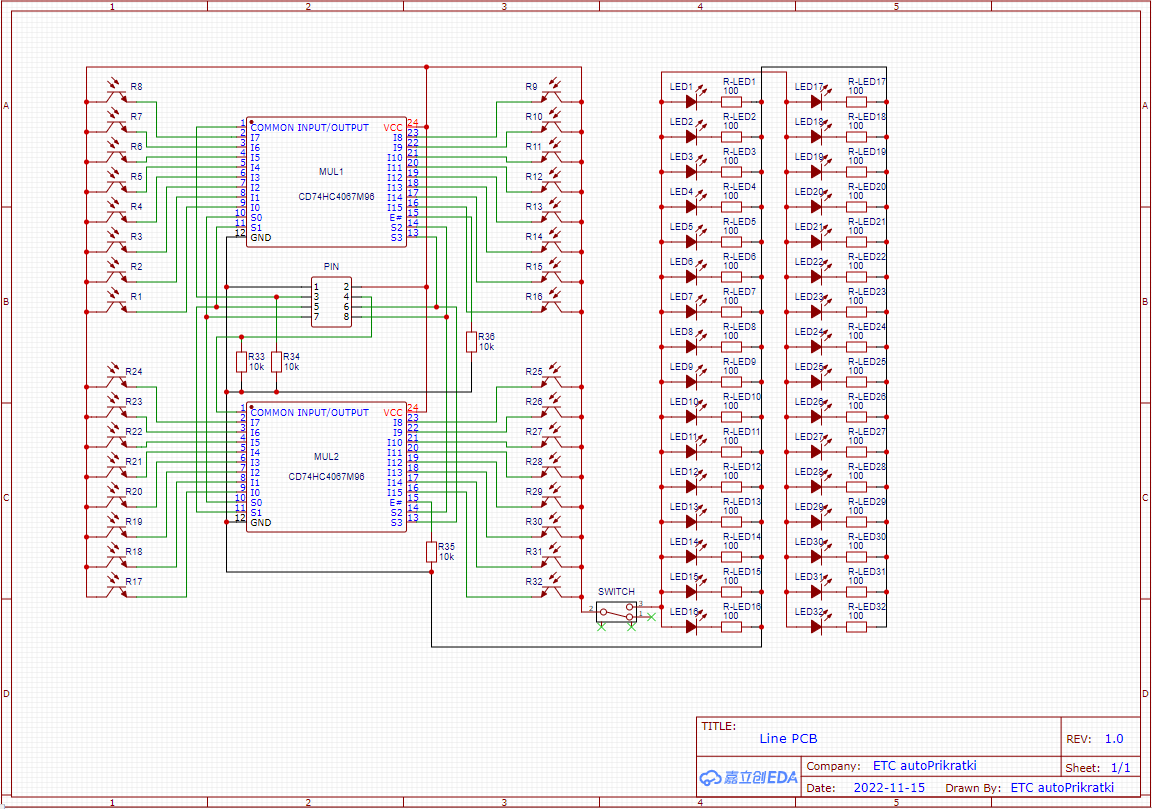 1 2 3 4 5
A A
B B
C C
D D
1 2 3 4 5
R8
R7
R6
R5
R4
R3
R2
R1
R9
R10
R11
R12
R13
R14
R15
R16
1 COMMON INPUT/OUTPUT VCC 24
2 I7 I8 23
3 I6 I9 22
4 I5 I10 21
5 I4 I11 20
6 I3 I12 19
7 I2 I13 18
8 I1 I14 17
9 I0 I15 16
10 S0 E# 15
11 S1 S2 14
12 GND S3 13
MUL1
CD74HC4067M96
PIN
1 2
3 4
5 6
7 8
R33
10k
R34
10k
R36
10k
R24
R23
R22
R21
R20
R19
R18
R17
R25
R26
R27
R28
R29
R30
R31
R32
1 COMMON INPUT/OUTPUT VCC 24
2 I7 I8 23
3 I6 I9 22
4 I5 I10 21
5 I4 I11 20
6 I3 I12 19
7 I2 I13 18
8 I1 I14 17
9 I0 I15 16
10 S0 E# 15
11 S1 S2 14
12 GND S3 13
MUL2
CD74HC4067M96
R35
10k
SWITCH
2 3
1
LED1 R-LED1 LED17 R-LED17
100 100
LED2 R-LED2 LED18 R-LED18
100 100
LED3 R-LED3 LED19 R-LED19
100 100
LED4 R-LED4 LED20 R-LED20
100 100
LED5 R-LED5 LED21 R-LED21
100 100
LED6 R-LED6 LED22 R-LED22
100 100
LED7 R-LED7 LED23 R-LED23
100 100
LED8 R-LED8 LED24 R-LED24
100 100
LED9 R-LED9 LED25 R-LED25
100 100
LED10 R-LED10 LED26 R-LED26
100 100
LED11 R-LED11 LED27 R-LED27
100 100
LED12 R-LED12 LED28 R-LED28
100 100
LED13 R-LED13 LED29 R-LED29
100 100
LED14 R-LED14 LED30 R-LED30
100 100
LED15 R-LED15 LED31 R-LED31
100 100
LED16 R-LED16 LED32 R-LED32
100 100
TITLE:
Line PCB
REV: 1.0
嘉立创EDA
Company: ETC autoPrikratki
Sheet: 1/1
Date: 2022-11-15 Drawn By: ETC autoPrikratki